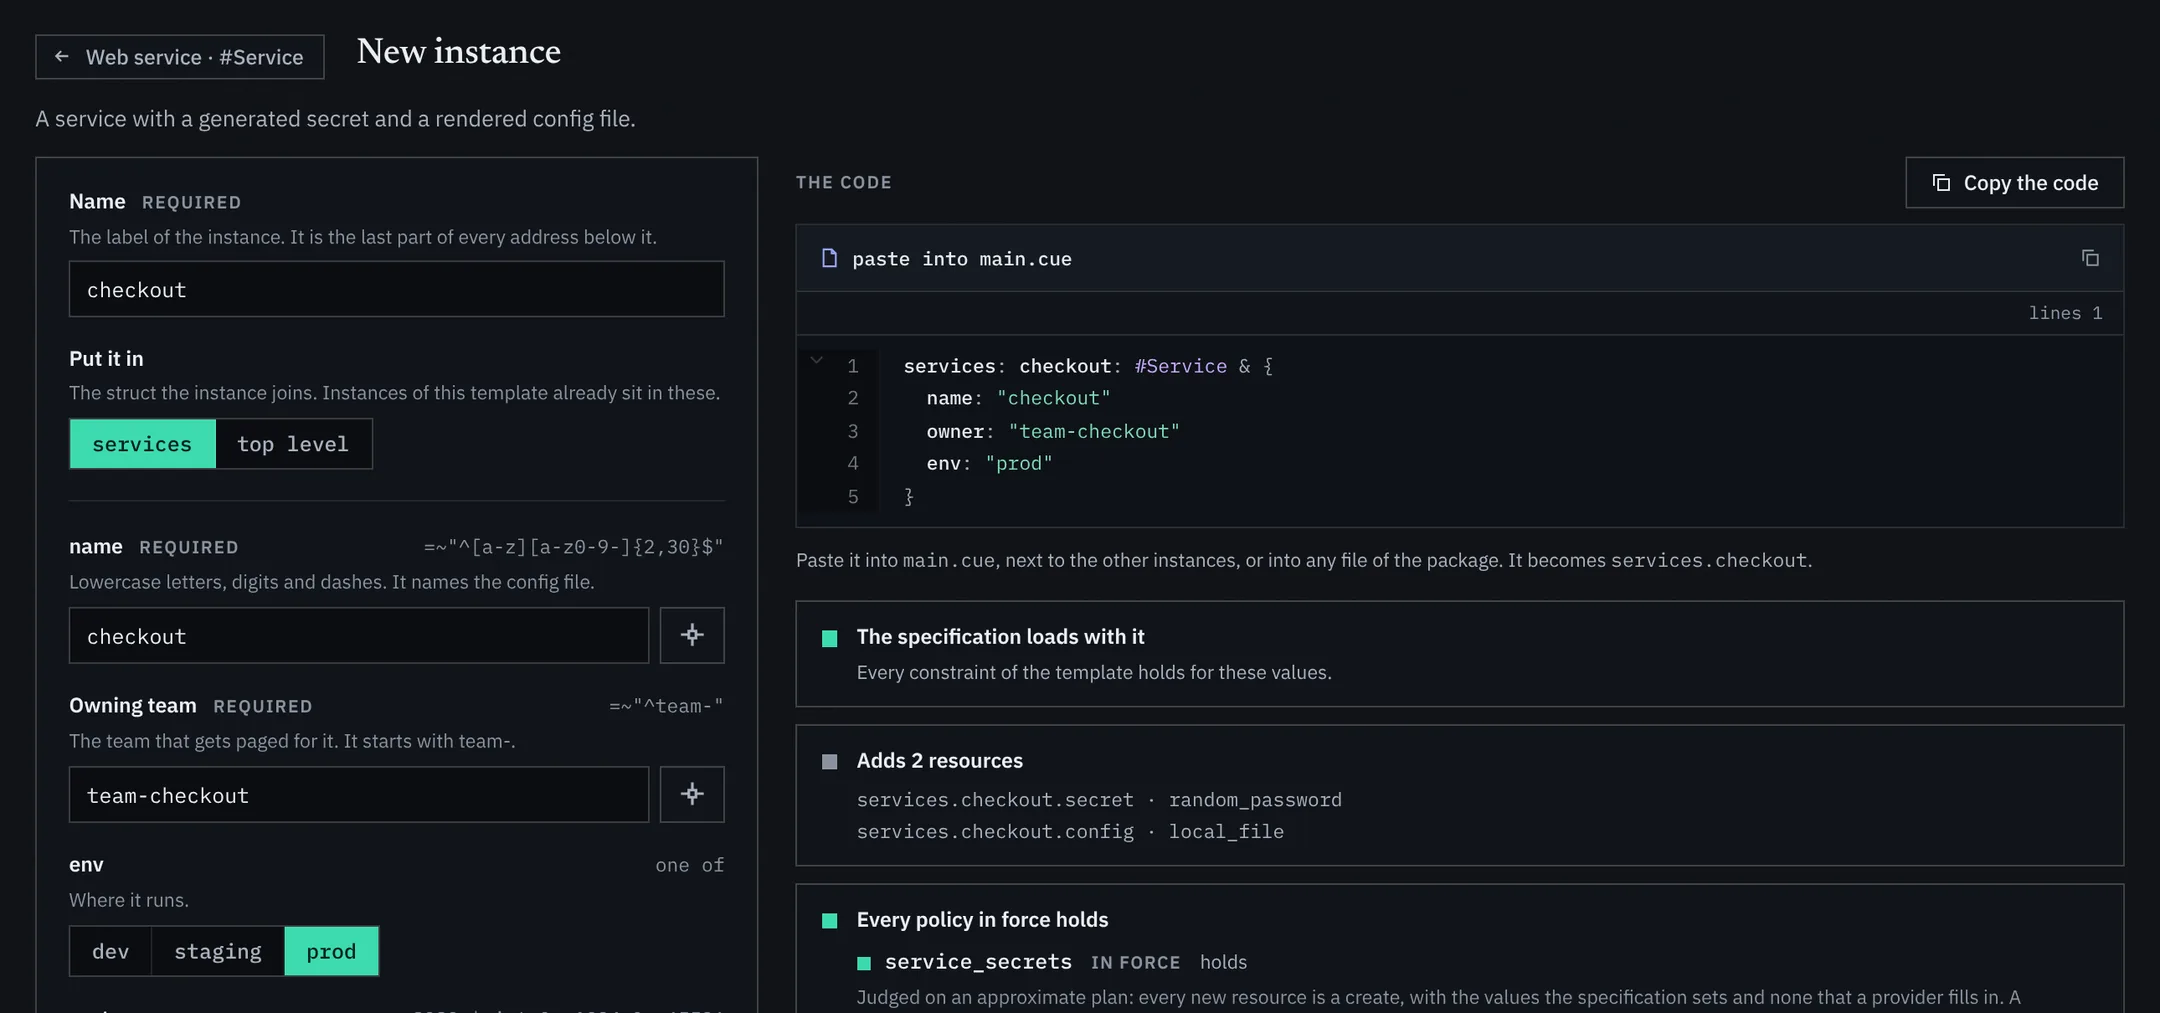 ← Web service · #Service
New instance
A service with a generated secret and a rendered config file.
Name REQUIRED
The label of the instance. It is the last part of every address below it.
checkout
Put it in
The struct the instance joins. Instances of this template already sit in these.
services top level
name REQUIRED =~"^[a-z][a-z0-9-]{2,30}$"
Lowercase letters, digits and dashes. It names the config file.
checkout
Owning team REQUIRED =~"^team-"
The team that gets paged for it. It starts with team-.
team-checkout
env one of
Where it runs.
dev staging prod
THE CODE
Copy the code
paste into main.cue
lines 1
1 services: checkout: #Service & {
2 name: "checkout"
3 owner: "team-checkout"
4 env: "prod"
5 }
Paste it into main.cue, next to the other instances, or into any file of the package. It becomes services.checkout.
The specification loads with it
Every constraint of the template holds for these values.
Adds 2 resources
services.checkout.secret · random_password
services.checkout.config · local_file
Every policy in force holds
service_secrets IN FORCE holds
Judged on an approximate plan: every new resource is a create, with the values the specification sets and none that a provider fills in. A